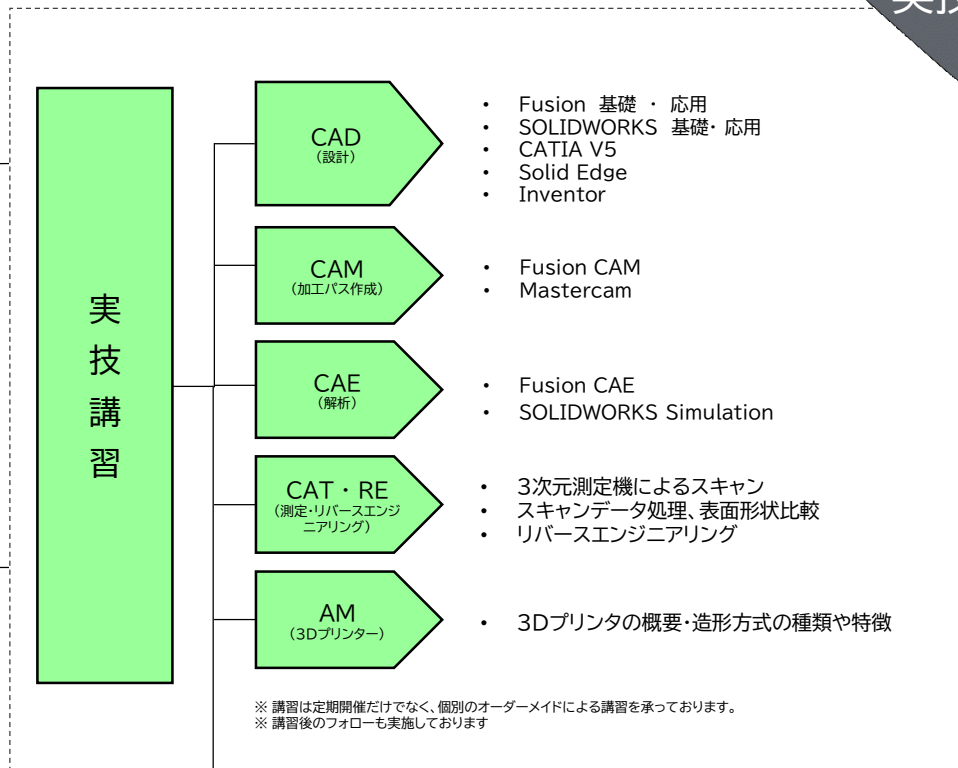 実技
実技講習
CAD
（設計）
• Fusion 基礎 ・ 応用
• SOLIDWORKS 基礎・応用
• CATIA V5
• Solid Edge
• Inventor
CAM
（加工パス作成）
• Fusion CAM
• Mastercam
CAE
（解析）
• Fusion CAE
• SOLIDWORKS Simulation
CAT・RE
（測定・リバースエンジ
ニアリング）
• 3次元測定機によるスキャン
• スキャンデータ処理、表面形状比較
• リバースエンジニアリング
AM
（3Dプリンター）
• 3Dプリンタの概要・造形方式の種類や特徴
※ 講習は定期開催だけでなく、個別のオーダーメイドによる講習を承っております。
※ 講習後のフォローも実施しております